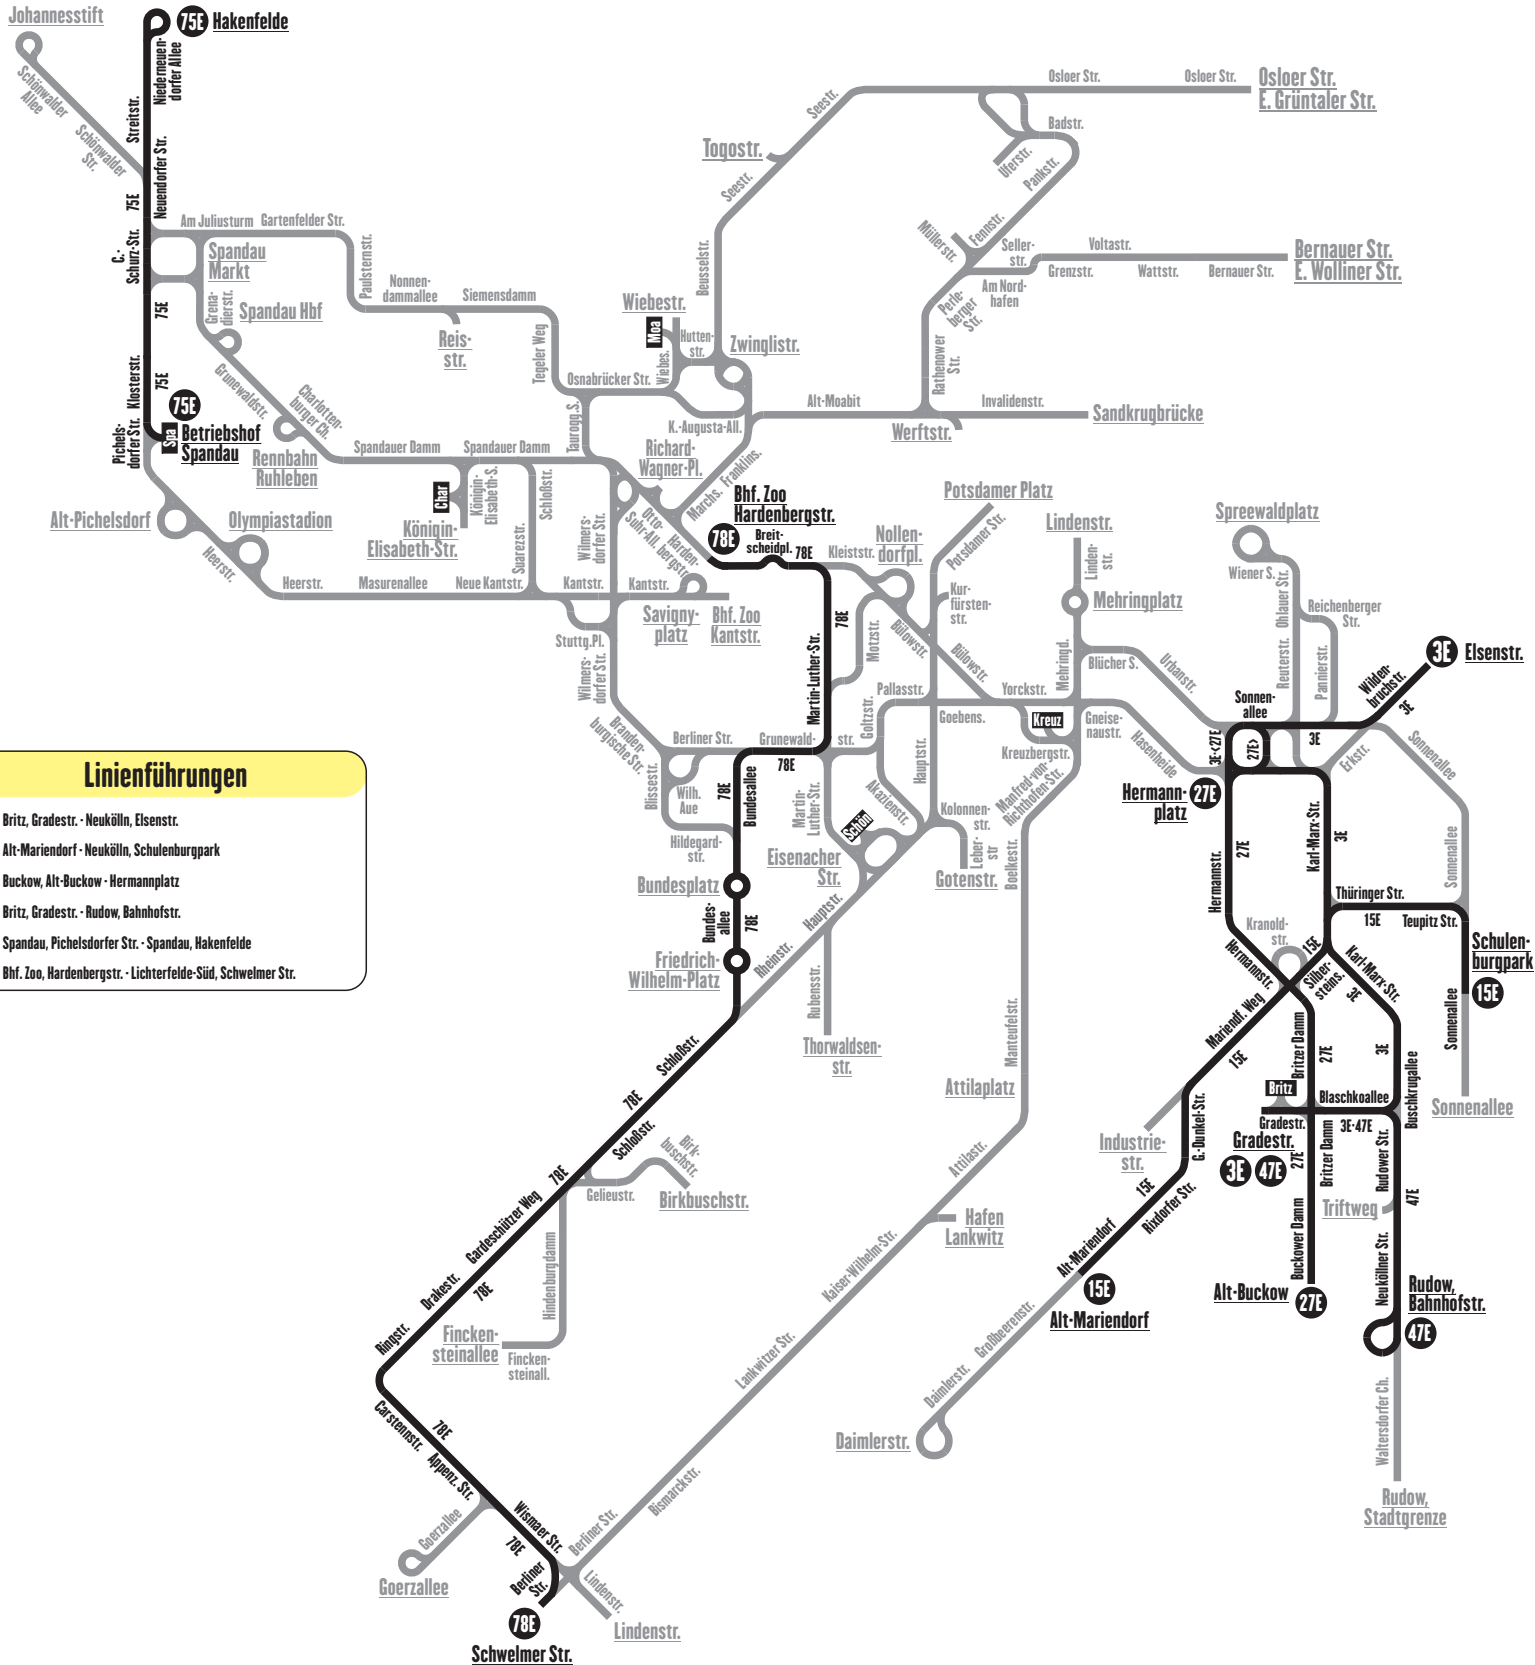 Johannesstift
75E Hakenfelde
Schönwalder
Allee
Schönwalder
Str.
Streitstr.
Niederneuen-
dorfer Allee
75E
Neuendorfer Str.
Am Juliusturm
Gartenfelder Str.
C.-
Schurz-Str.
Spandau
Markt
75E
Grena-
dierstr.
Spandau Hbf
Paulsternstr.
Nonnen-
dammallee
Siemensdamm
Reis-
str.
Tegeler Weg
Klosterstr.
75E
75E
Spa
Betriebshof
Spandau
Pichels-
dorfer Str.
Grunewaldstr.
Charlotten-
burger Ch.
Rennbahn
Ruhleben
Spandauer Damm
Spandauer Damm
Alt-Pichelsdorf
Olympiastadion
Heerstr.
Heerstr.
Masurenallee
Neue Kantstr.
Kantstr.
Kantstr.
Char
Königin-
Elisabeth-S.
Königin-
Elisabeth-Str.
Suarezstr.
Schloßstr.
Osnabrücker Str.
Taurogg.S.
Wiebestr.
Moa
Hutten-
str.
Wiebes.
Zwinglistr.
Beusselstr.
Togostr.
Seestr.
Seestr.
Osloer Str.
Osloer Str.
Osloer Str.
E. Grüntaler Str.
Badstr.
Uferstr.
Pankstr.
Müllerstr.
Fennstr.
Seller-
str.
Voltastr.
Grenzstr.
Wattstr.
Bernauer Str.
Bernauer Str.
E. Wolliner Str.
Am Nord-
hafen
Perle-
berger
Str.
Rathenower
Str.
Alt-Moabit
Invalidenstr.
Sandkrugbrücke
Werftstr.
K.-Augusta-All.
Richard-
Wagner-Pl.
Marchs. Franklins.
Otto-
Suhr-All.
Harden-
bergstr.
Wilmers-
dorfer Str.
Bhf. Zoo
Hardenbergstr.
78E
Breit-
scheidpl.
78E
Kleiststr.
Nollen-
dorfpl.
Potsdamer Platz
Potsdamer Str.
Kur-
fürsten-
str.
Lindenstr.
Linden-
str.
Mehringplatz
Spreewaldplatz
Wiener S.
Ohlauer Str.
Reichenberger
Str.
Reuterstr.
Pannierstr.
Savigny-
platz
Bhf. Zoo
Kantstr.
Stuttg.Pl.
Wilmers-
dorfer Str.
Martin-Luther-Str.
78E
Motzstr.
Bülowstr.
Bülowstr.
Mehringd.
Blücher S.
Urbanstr.
Yorckstr.
Pallasstr.
Goebens.
Goltzstr.
Kreuz
Kreuzbergstr.
Gneise-
naustr.
Hasenheide
Sonnen-
allee
Wilden-
bruchstr.
3E
3E Elsenstr.
3E·<27E
27E>
3E
Erkstr.
Sonnenallee
Branden-
burgische Str.
Berliner Str.
Grunewald-
str.
78E
Blissestr.
Wilh.
Aue
78E
Bundesallee
Hildegard-
str.
Martin-
Luther-Str.
Hauptstr.
Akazienstr.
Schön
Kolonnen-
str.
Leber-
str
Gotenstr.
Manfred-von-
Richthofen-Str.
Boelkestr.
Hermann-
platz
27E
Hermannstr.
27E
Karl-Marx-Str.
3E
Sonnenallee
Thüringer Str.
15E
Teupitz Str.
Schulen-
burgpark
15E
Sonnenallee
Sonnenallee
Linienführungen
Britz, Gradestr. - Neukölln, Elsenstr.
Alt-Mariendorf - Neukölln, Schulenburgpark
Buckow, Alt-Buckow - Hermannplatz
Britz, Gradestr. - Rudow, Bahnhofstr.
Spandau, Pichelsdorfer Str. - Spandau, Hakenfelde
Bhf. Zoo, Hardenbergstr. - Lichterfelde-Süd, Schwelmer Str.
Eisenacher
Str.
Bundesplatz
Bundes-
allee
78E
Friedrich-
Wilhelm-Platz
Rheinstr.
Hauptstr.
Rubensstr.
Thorwaldsen-
str.
Manteufelstr.
Attilaplatz
Attilastr.
Kranold-
str.
Hermannstr.
Silber-
steins.
15E
Karl-Marx-Str.
3E
Mariendf. Weg
15E
Britzer Damm
27E
3E
Buschkrugallee
Britz
Blaschkoallee
Gradestr.
3E·47E
Gradestr.
3E 47E
27E
Britzer Damm
Rudower Str.
Triftweg
47E
Buckower Damm
Alt-Buckow
27E
Neuköllner Str.
Rudow,
Bahnhofstr.
47E
Waltersdorfer Ch.
Rudow,
Stadtgrenze
Industrie-
str.
G.-Dunkel-Str.
15E
Rixdorfer Str.
Alt-Mariendorf
15E
Alt-Mariendorf
Großbeerenstr.
Daimlerstr.
Daimlerstr.
Hafen
Lankwitz
Kaiser-Wilhelm-Str.
Lankwitzer Str.
Bismarckstr.
Berliner Str.
Schloßstr.
78E
Schloßstr.
Birk-
buschstr.
Gelieustr.
Birkbuschstr.
78E
Gardeschützer Weg
Hindenburgdamm
Drakestr.
78E
Fincken-
steinallee
Fincken-
steinall.
Ringstr.
Carstennstr.
78E
Appenz. Str.
Goerzallee
Goerzallee
Wismaer Str.
78E
Berliner
Str.
Lindenstr.
Lindenstr.
78E
Schwelmer Str.